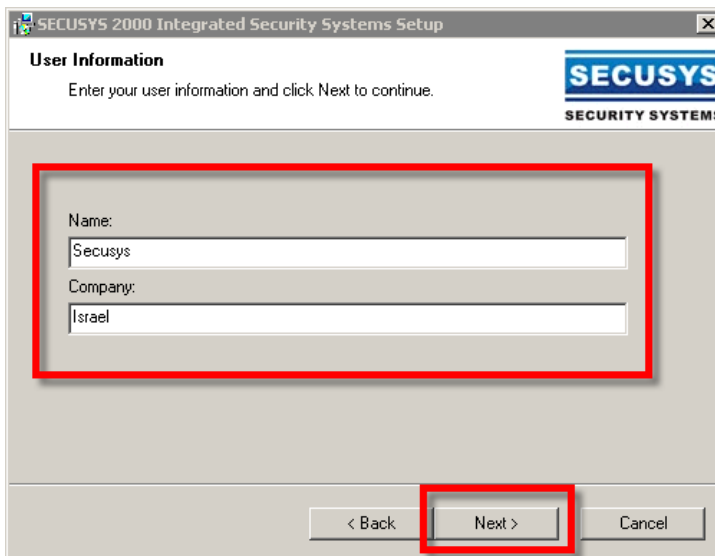 SECUSYS 2000 Integrated Security Systems Setup
User Information
Enter your user information and click Next to continue.
SECUSYS
SECURITY SYSTEMS
Name:
Secusys
Company:
Israel
< Back
Next >
Cancel